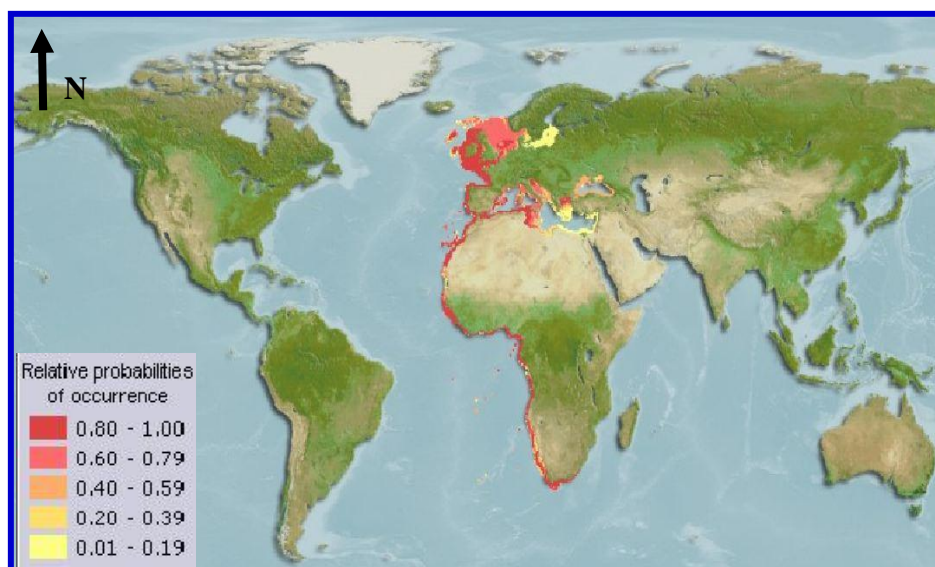 N
Relative probabilities
of occurrence
0.80 - 1.00
0.60 - 0.79
0.40 - 0.59
0.20 - 0.39
0.01 - 0.19